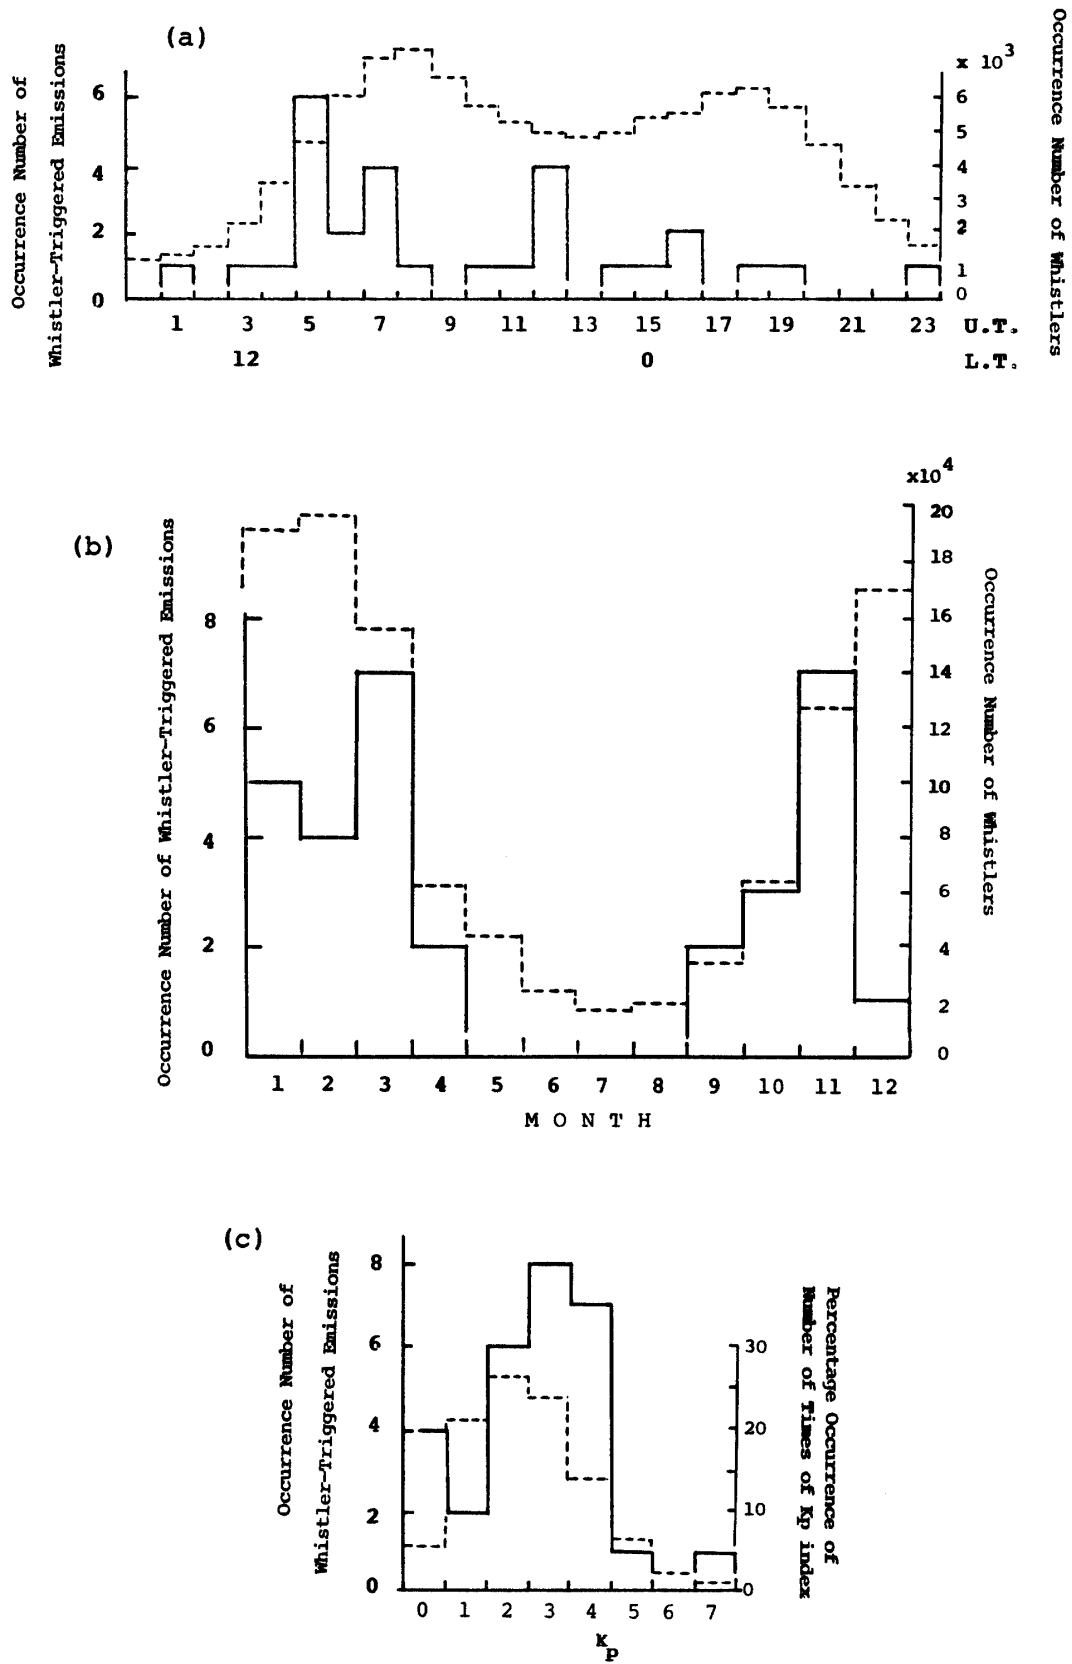 (a)
Occurrence Number of
Whistler-Triggered Emissions
6
4
2
0
x 10³
6
5
4
3
2
1
0
Occurrence Number of Whistlers
1 3 5 7 9 11 13 15 17 19 21 23 U.T.
12 0 L.T.
(b)
Occurrence Number of Whistler-Triggered Emissions
8
6
4
2
0
x10⁴
20
18
16
14
12
10
8
6
4
2
0
Occurrence Number of Whistlers
1 2 3 4 5 6 7 8 9 10 11 12
MONTH
(c)
Occurrence Number of
Whistler-Triggered Emissions
8
6
4
2
0
30
20
10
0
Percentage Occurrence of
Number of Times of Kp index
0 1 2 3 4 5 6 7
Kp